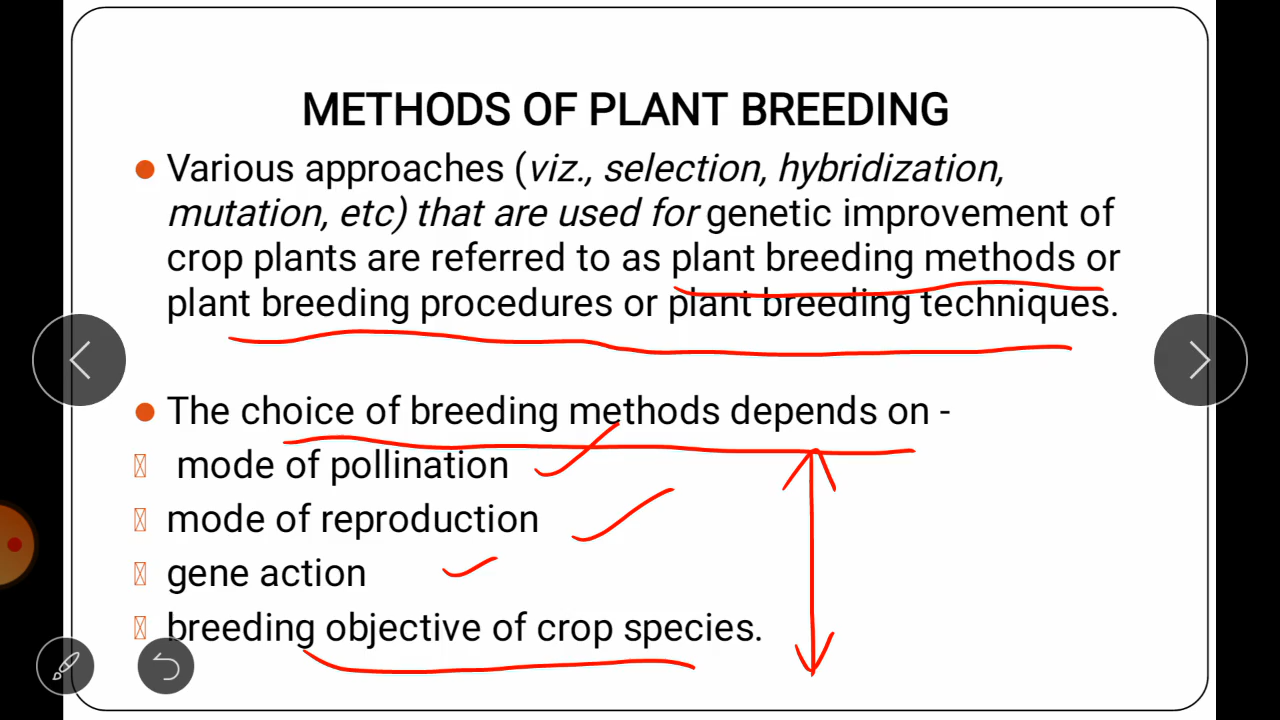 METHODS OF PLANT BREEDING
Various approaches (viz., selection, hybridization,
mutation, etc) that are used for genetic improvement of
crop plants are referred to as plant breeding methods or
plant breeding procedures or plant breeding techniques.
The choice of breeding methods depends on -
mode of pollination
mode of reproduction
gene action
breeding objective of crop species.